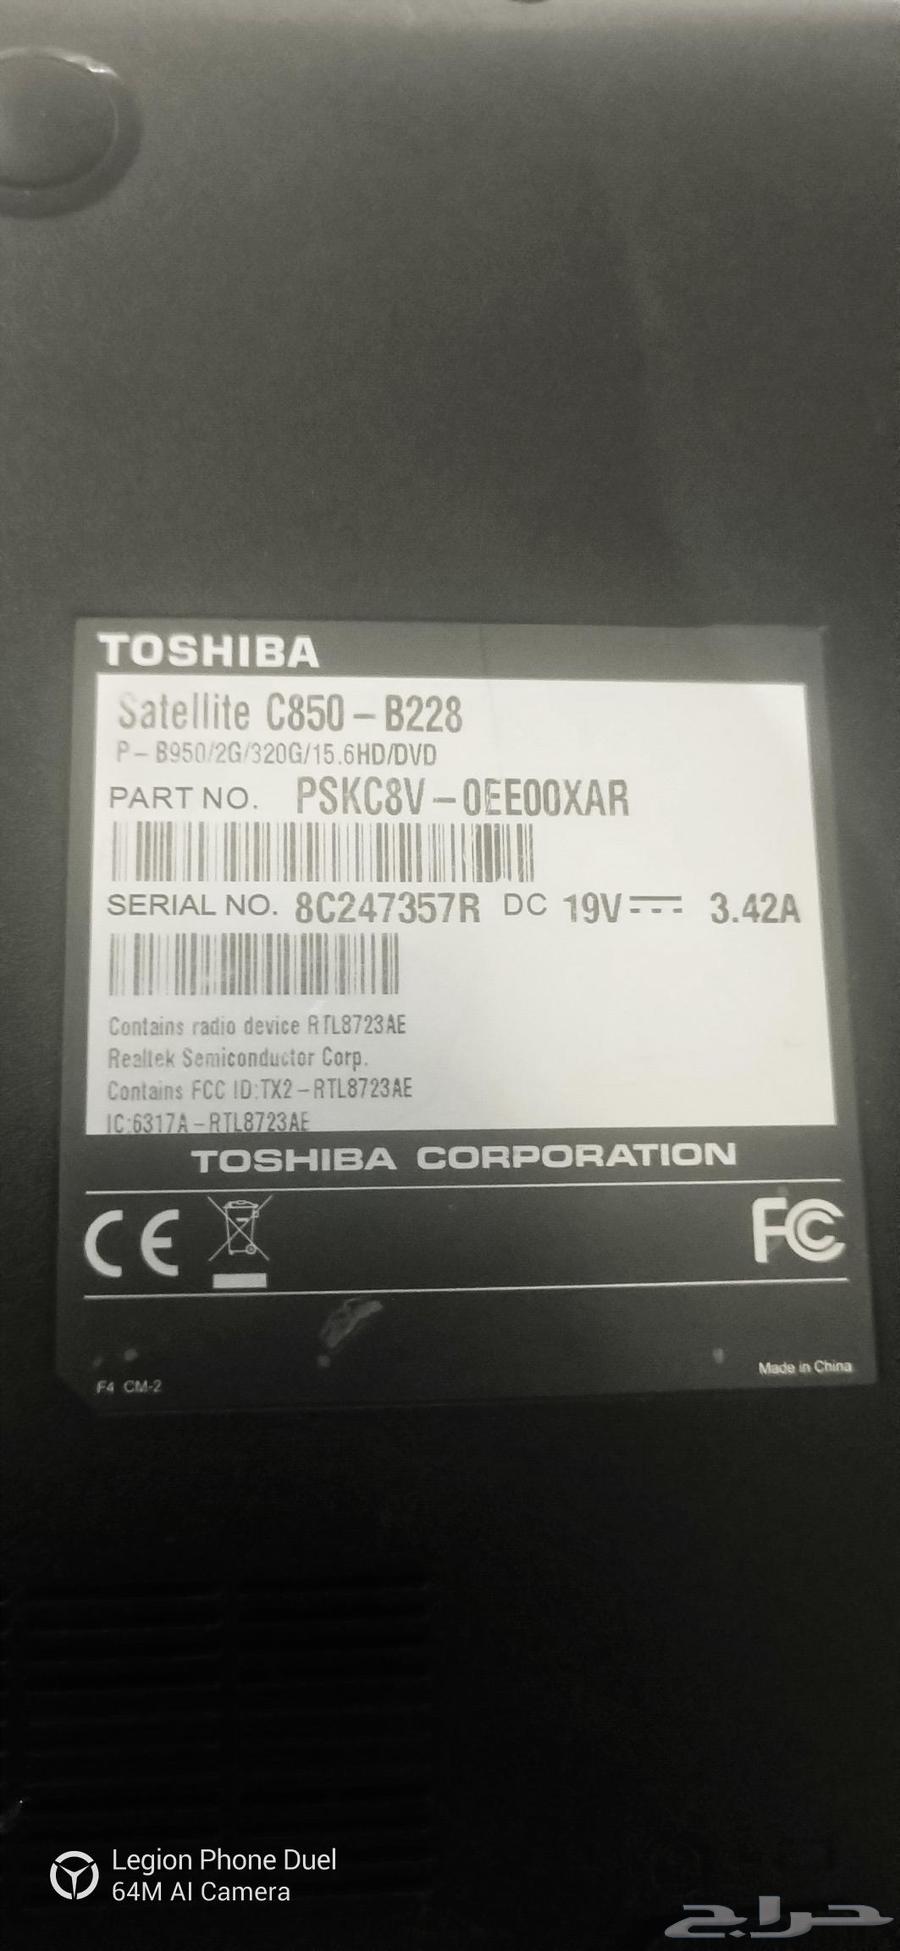 TOSHIBA
Satellite C850-B228
P-B950/2G/320G/15.6HD/DVD
PART NO. PSKC8V-0EE00XAR
SERIAL NO. 8C247357R DC 19V 3.42A
Contains radio device RTL8723AE
Realtek Semiconductor Corp.
Contains FCC ID:TX2-RTL8723AE
IC:6317A-RTL8723AE
TOSHIBA CORPORATION
CE FC
Made in China
F4 CM-2
Legion Phone Duel
64M AI Camera
حراج